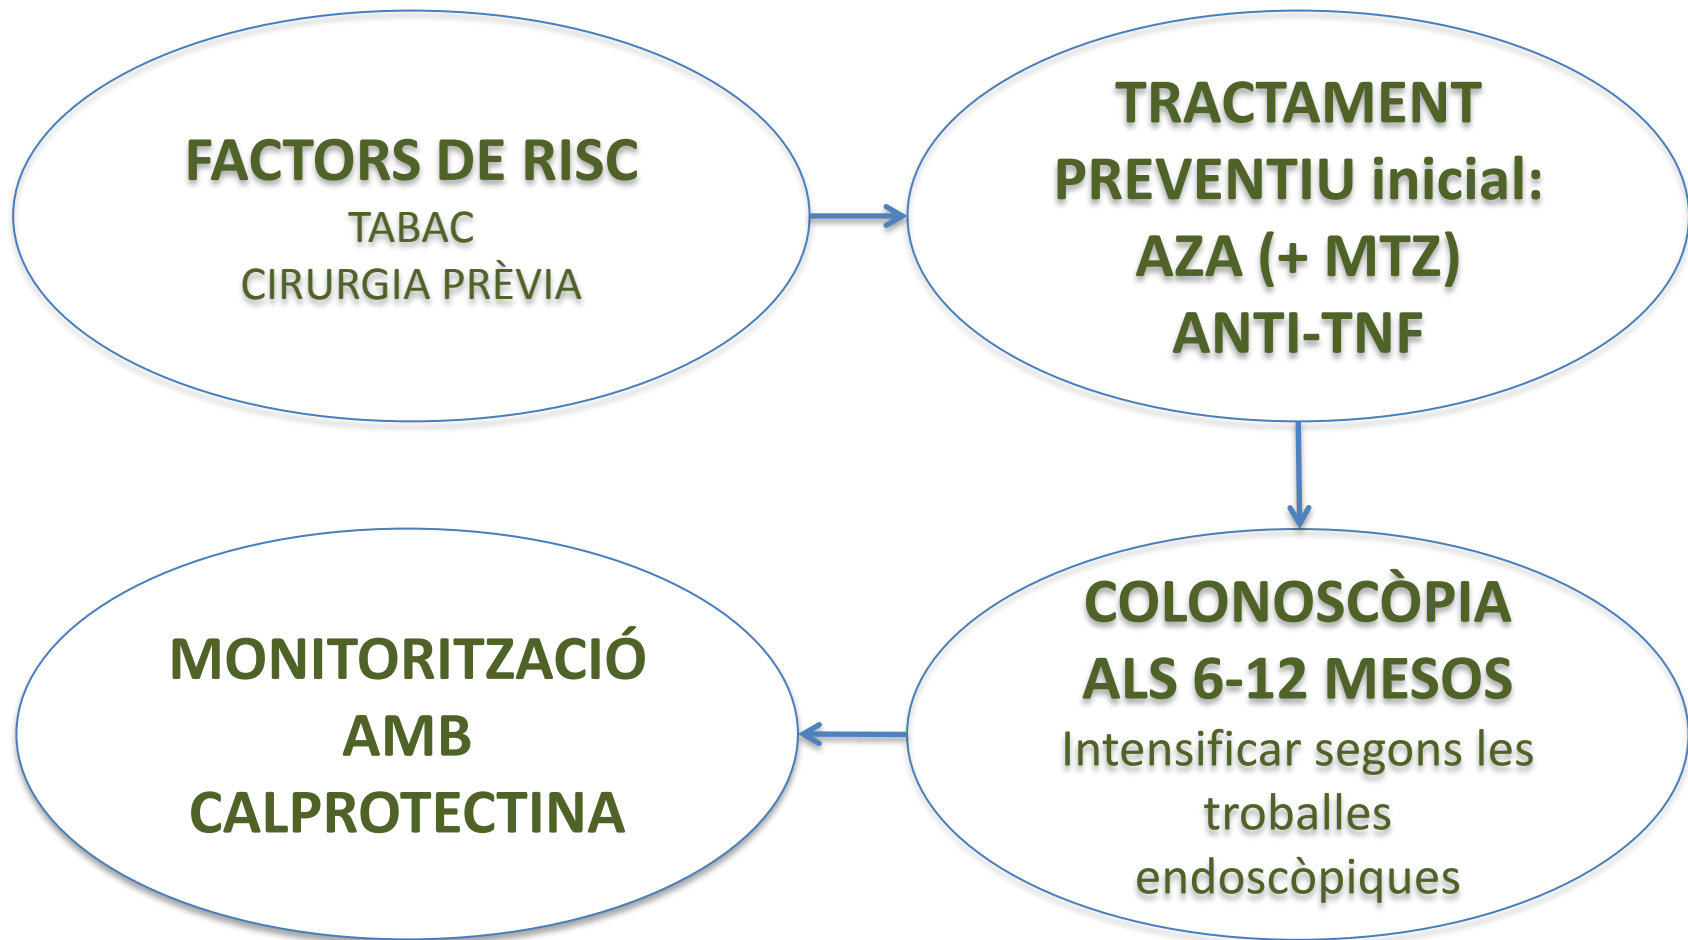 FACTORS DE RISC
TABAC
CIRURGIA PRÈVIA
TRACTAMENT
PREVENTIU inicial:
AZA (+ MTZ)
ANTI-TNF
COLONOSCÒPIA
ALS 6-12 MESOS
Intensificar segons les
troballes
endoscòpiques
MONITORITZACIÓ
AMB
CALPROTECTINA